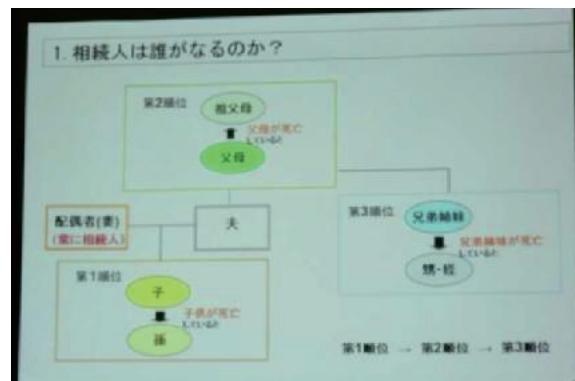 1. 相続人は誰がなるのか？
第2順位
祖父母
父母が死亡
していると
父母
配偶者(妻)
(常に相続人)
夫
第3順位
兄弟姉妹
兄弟姉妹が死亡
していると
甥・姪
第1順位
子
子供が死亡
していると
孫
第1順位 → 第2順位 → 第3順位